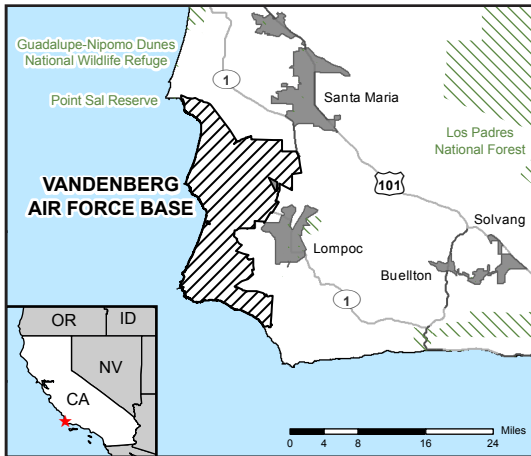 Guadalupe-Nipomo Dunes
National Wildlife Refuge
1
Point Sal Reserve
Santa Maria
Los Padres
National Forest
101
VANDENBERG
AIR FORCE BASE
Solvang
Lompoc
Buellton
1
OR
ID
NV
CA
Miles
0 4 8 16 24